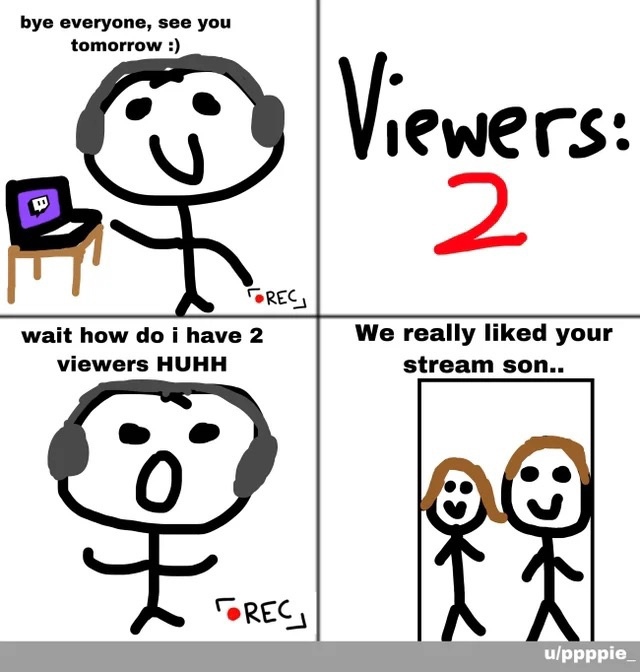 bye everyone, see you
tomorrow :)
REC
Viewers:
2
wait how do i have 2
viewers HUHH
REC
We really liked your
stream son..
u/ppppie_